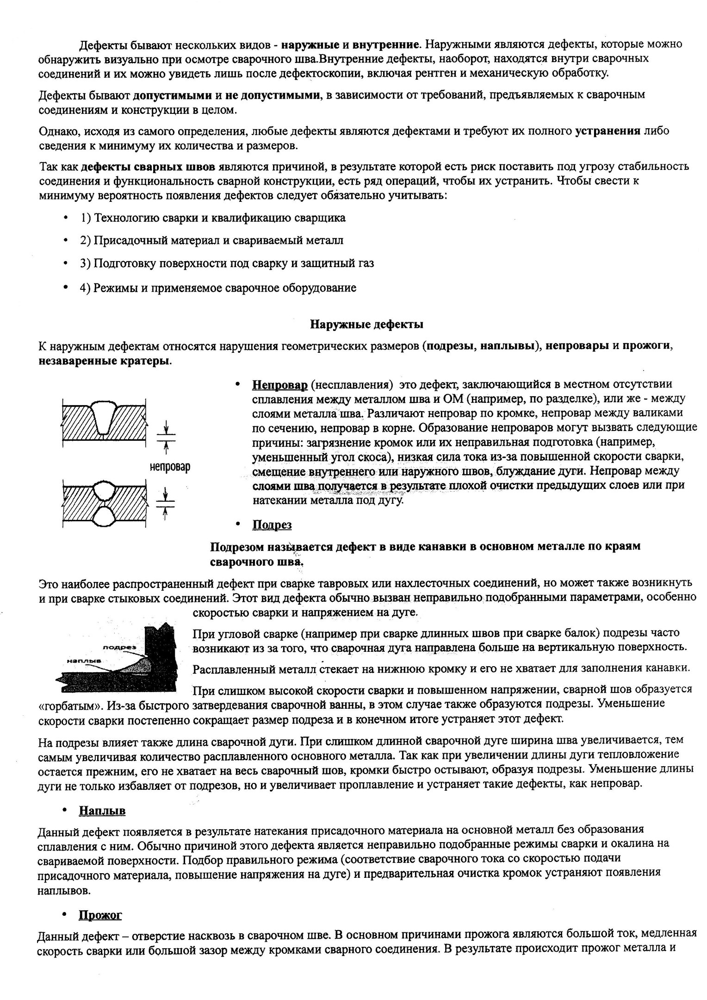 Дефекты бывают нескольких видов - наружные и внутренние. Наружными являются дефекты, которые можно
обнаружить визуально при осмотре сварочного шва.Внутренние дефекты, наоборот, находятся внутри сварочных
соединений и их можно увидеть лишь после дефектоскопии, включая рентген и механическую обработку.
Дефекты бывают допустимыми и не допустимыми, в зависимости от требований, предъявляемых к сварочным
соединениям и конструкции в целом.
Однако, исходя из самого определения, любые дефекты являются дефектами и требуют их полного устранения либо
сведения к минимуму их количества и размеров.
Так как дефекты сварных швов являются причиной, в результате которой есть риск поставить под угрозу стабильность
соединения и функциональность сварной конструкции, есть ряд операций, чтобы их устранить. Чтобы свести к
минимуму вероятность появления дефектов следует обязательно учитывать:
• 1) Технологию сварки и квалификацию сварщика
• 2) Присадочный материал и свариваемый металл
• 3) Подготовку поверхности под сварку и защитный газ
• 4) Режимы и применяемое сварочное оборудование
Наружные дефекты
К наружным дефектам относятся нарушения геометрических размеров (подрезы, наплывы), непровары и прожоги,
незаваренные кратеры.
• Непровар (несплавления) это дефект, заключающийся в местном отсутствии
сплавления между металлом шва и ОМ (например, по разделке), или же - между
слоями металла шва. Различают непровар по кромке, непровар между валиками
по сечению, непровар в корне. Образование непроваров могут вызвать следующие
причины: загрязнение кромок или их неправильная подготовка (например,
уменьшенный угол скоса), низкая сила тока из-за повышенной скорости сварки,
смещение внутреннего или наружного швов, блуждание дуги. Непровар между
слоями шва получается в результате плохой очистки предыдущих слоев или при
натекании металла под дугу.
непровар
• Подрез
Подрезом называется дефект в виде канавки в основном металле по краям
сварочного шва.
Это наиболее распространенный дефект при сварке тавровых или нахлесточных соединений, но может также возникнуть
и при сварке стыковых соединений. Этот вид дефекта обычно вызван неправильно подобранными параметрами, особенно
скоростью сварки и напряжением на дуге.
подрез
наплыв
При угловой сварке (например при сварке длинных швов при сварке балок) подрезы часто
возникают из за того, что сварочная дуга направлена больше на вертикальную поверхность.
Расплавленный металл стекает на нижнюю кромку и его не хватает для заполнения канавки.
При слишком высокой скорости сварки и повышенном напряжении, сварной шов образуется
«горбатым». Из-за быстрого затвердевания сварочной ванны, в этом случае также образуются подрезы. Уменьшение
скорости сварки постепенно сокращает размер подреза и в конечном итоге устраняет этот дефект.
На подрезы влияет также длина сварочной дуги. При слишком длинной сварочной дуге ширина шва увеличивается, тем
самым увеличивая количество расплавленного основного металла. Так как при увеличении длины дуги тепловложение
остается прежним, его не хватает на весь сварочный шов, кромки быстро остывают, образуя подрезы. Уменьшение длины
дуги не только избавляет от подрезов, но и увеличивает проплавление и устраняет такие дефекты, как непровар.
• Наплыв
Данный дефект появляется в результате натекания присадочного материала на основной металл без образования
сплавления с ним. Обычно причиной этого дефекта является неправильно подобранные режимы сварки и окалина на
свариваемой поверхности. Подбор правильного режима (соответствие сварочного тока со скоростью подачи
присадочного материала, повышение напряжения на дуге) и предварительная очистка кромок устраняют появления
наплывов.
• Прожог
Данный дефект – отверстие насквозь в сварочном шве. В основном причинами прожога являются большой ток, медленная
скорость сварки или большой зазор между кромками сварного соединения. В результате происходит прожог металла и